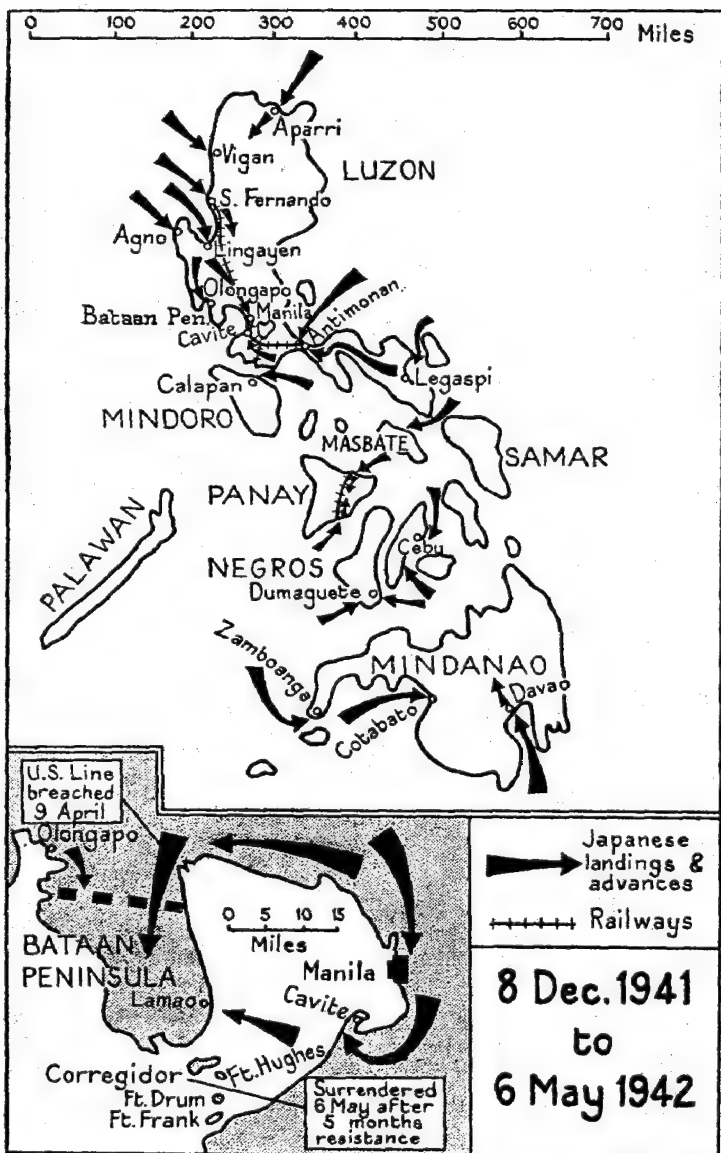 0 100 200 300 400 500 600 700 Miles
Aparri
Vigan
LUZON
S. Fernando
Agno
Lingayen
Olongapo
Manila
Bataan Pen.
Antimonan
Cavite
Legaspi
Calapan
MINDORO
MASBATE
SAMAR
PANAY
PALAWAN
Cebu
NEGROS
Dumaguete
Zamboanga
MINDANAO
Davao
Cotabato
U.S. Line
breached
9 April
Olongapo
0 5 10 15
Miles
BATAAN
PENINSULA
Manila
Lamao
Cavite
Ft. Hughes
Corregidor
Ft. Drum
Ft. Frank
Surrendered
6 May after
5 months
resistance
Japanese
landings &
advances
Railways
8 Dec. 1941
to
6 May 1942